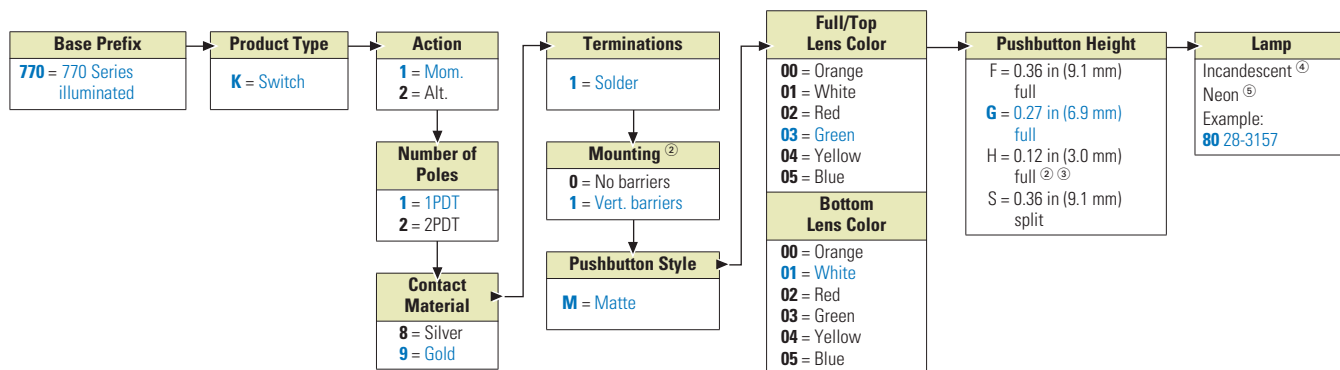 Base Prefix
770 = 770 Series
illuminated
Product Type
K = Switch
Action
1 = Mom.
2 = Alt.
Number of
Poles
1 = 1PDT
2 = 2PDT
Contact
Material
8 = Silver
9 = Gold
Terminations
1 = Solder
Mounting ②
0 = No barriers
1 = Vert. barriers
Pushbutton Style
M = Matte
Full/Top
Lens Color
00 = Orange
01 = White
02 = Red
03 = Green
04 = Yellow
05 = Blue
Bottom
Lens Color
00 = Orange
01 = White
02 = Red
03 = Green
04 = Yellow
05 = Blue
Pushbutton Height
F = 0.36 in (9.1 mm)
full
G = 0.27 in (6.9 mm)
full
H = 0.12 in (3.0 mm)
full ② ③
S = 0.36 in (9.1 mm)
split
Lamp
Incandescent ④
Neon ⑤
Example:
80 28-3157